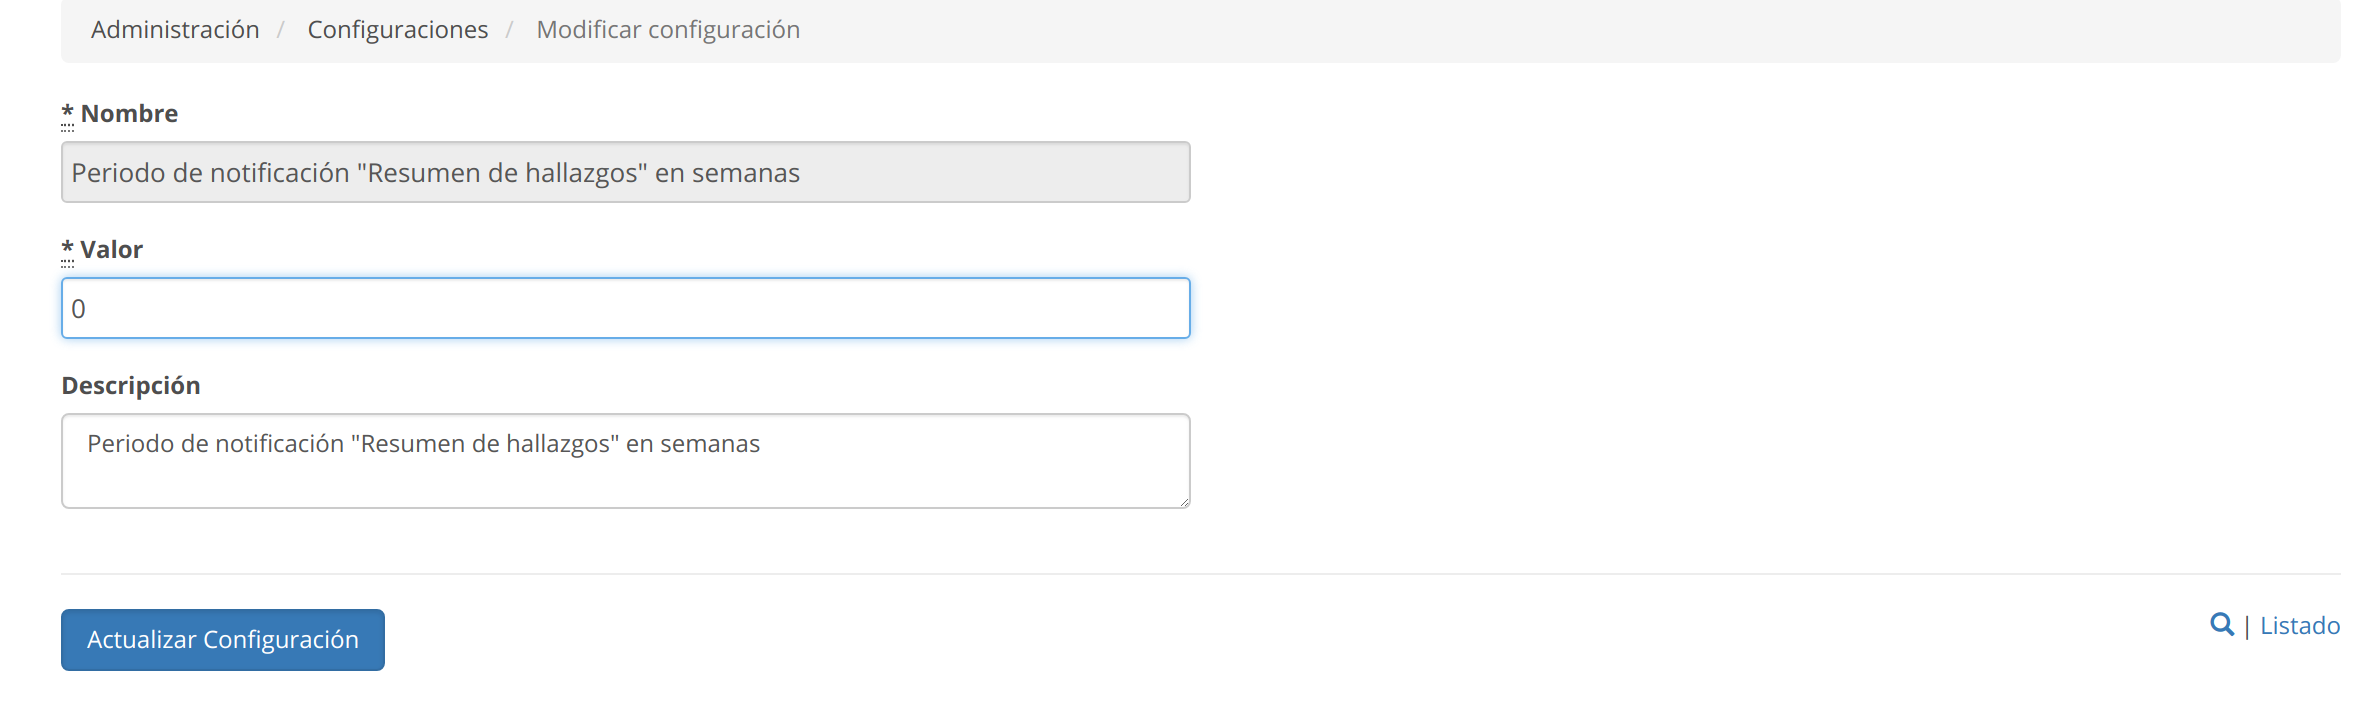 Administración / Configuraciones / Modificar configuración
* Nombre
Periodo de notificación "Resumen de hallazgos" en semanas
* Valor
0
Descripción
Periodo de notificación "Resumen de hallazgos" en semanas
Actualizar Configuración
| Listado